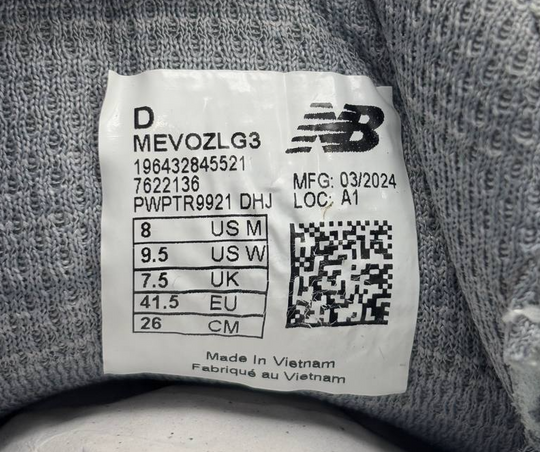 D
MEVOZLG3
196432845521
7622136
PWPTR9921 DHJ
NB
MFG: 03/2024
LOC: A1
8 US M
9.5 US W
7.5 UK
41.5 EU
26 CM
Made In Vietnam
Fabriqué au Vietnam